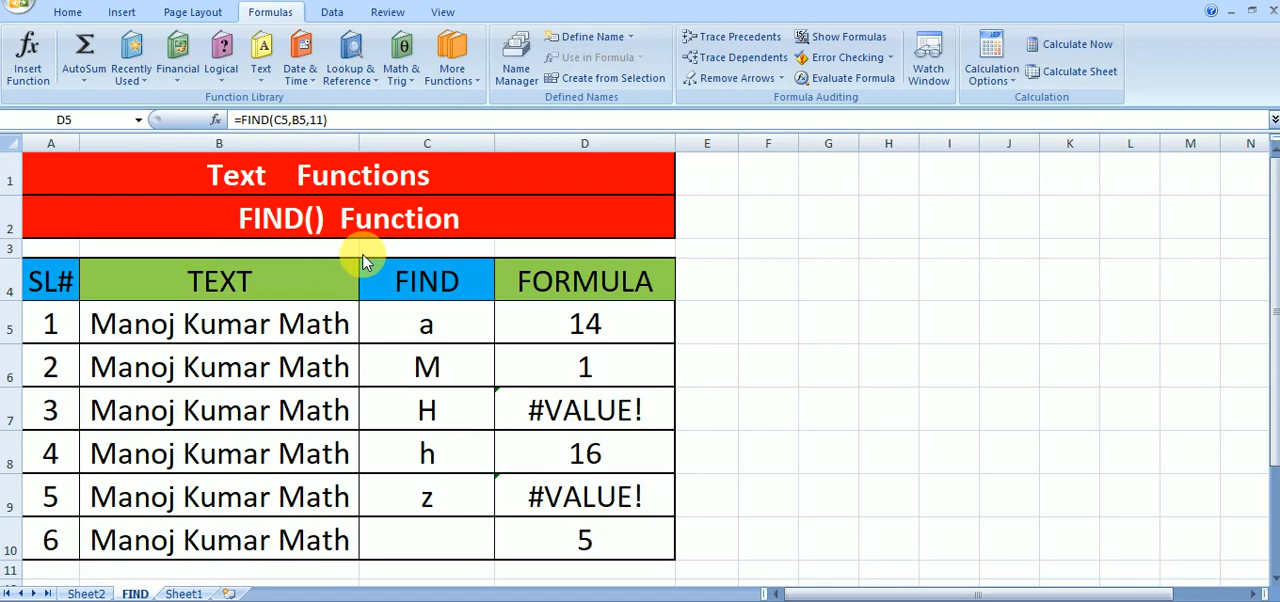 Home Insert Page Layout Formulas Data Review View
fx Σ A ? θ
Insert Function AutoSum Recently Used Financial Logical Text Date & Time Lookup & Reference Math & Trig More Functions
Function Library
Name Manager
Define Name
Use in Formula
Create from Selection
Defined Names
Trace Precedents Show Formulas
Trace Dependents Error Checking
Remove Arrows Evaluate Formula
Formula Auditing
Watch Window
Calculation Options
Calculate Now
Calculate Sheet
Calculation
D5 fx =FIND(C5,B5,11)
A B C D E F G H I J K L M N
1 Text Functions
2 FIND() Function
3
4 SL# TEXT FIND FORMULA
5 1 Manoj Kumar Math a 14
6 2 Manoj Kumar Math M 1
7 3 Manoj Kumar Math H #VALUE!
8 4 Manoj Kumar Math h 16
9 5 Manoj Kumar Math z #VALUE!
10 6 Manoj Kumar Math 5
11
Sheet2 FIND Sheet1